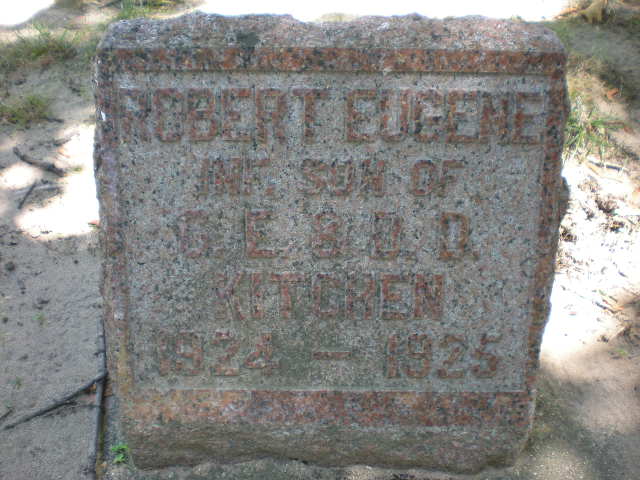 ROBERT EUGENE
INF. SON OF
G. E. & D. D.
KITCHEN
1924 – 1925